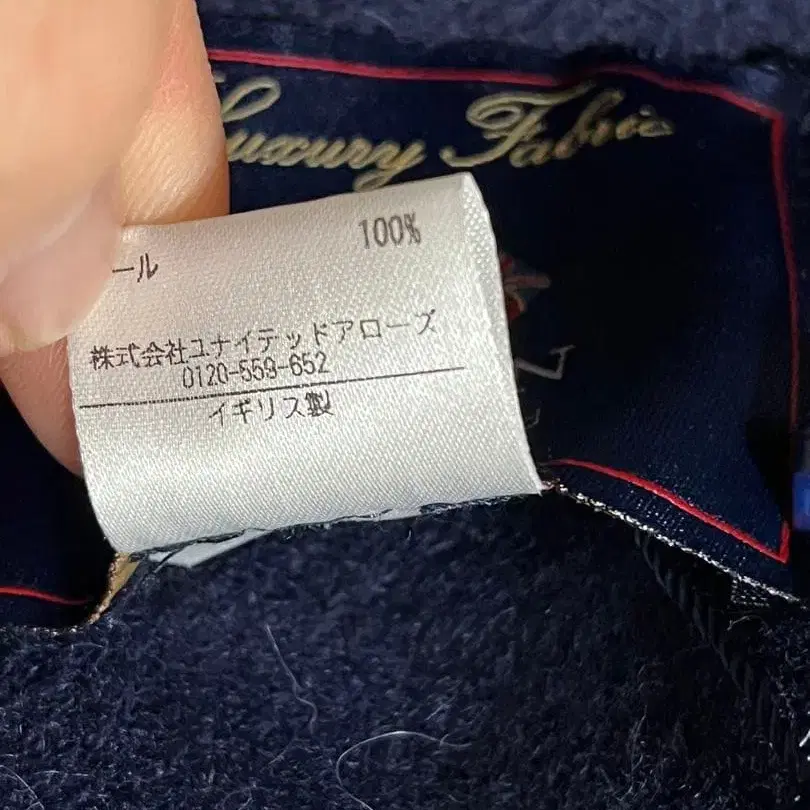 Luxury Fabric
ール 100%
株式会社ユナイテッドアローズ
0120-559-652
イギリス製